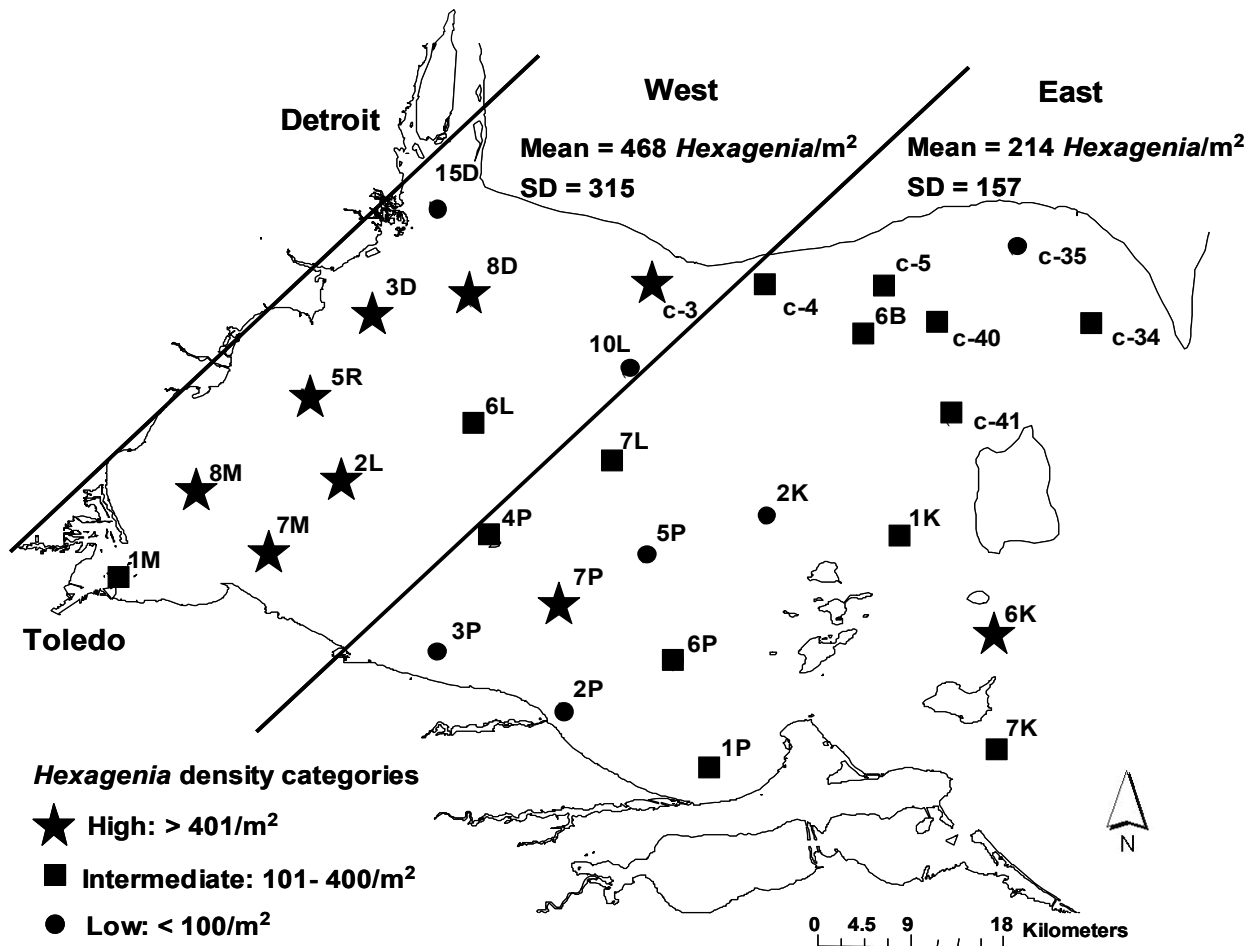 West
East
Detroit
Mean = 468 Hexagenia/m²
SD = 315
Mean = 214 Hexagenia/m²
SD = 157
15D
8D
3D
c-3
c-4
c-5
c-35
6B
c-40
c-34
10L
5R
6L
c-41
7L
2L
8M
2K
4P
5P
1K
7M
1M
7P
6K
Toledo
3P
6P
2P
7K
1P
Hexagenia density categories
High: > 401/m²
Intermediate: 101- 400/m²
Low: < 100/m²
N
0 4.5 9 18 Kilometers